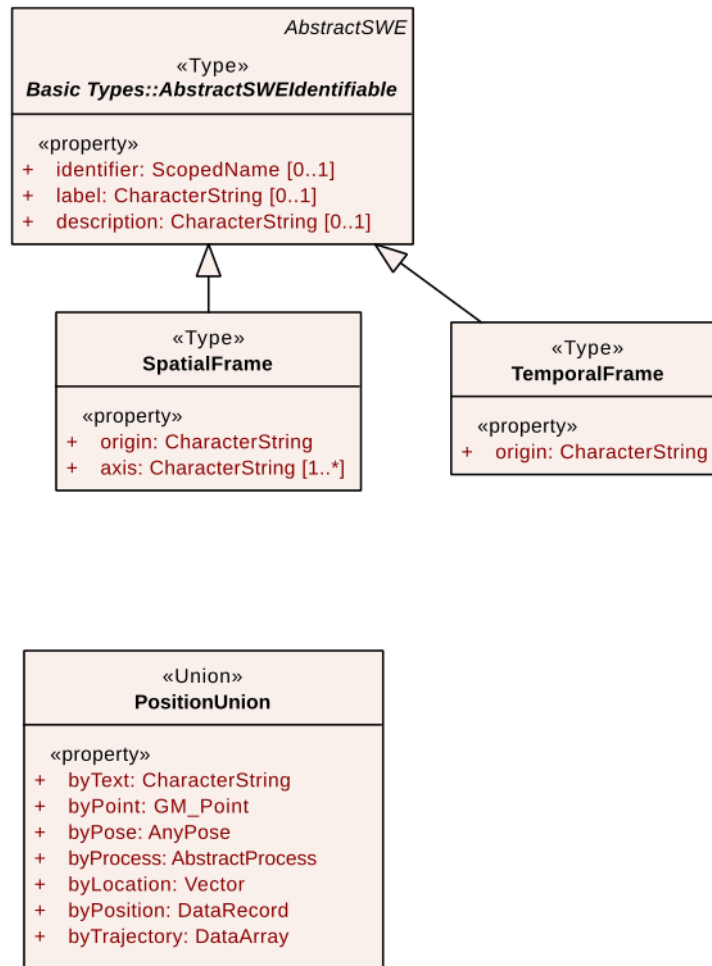 AbstractSWE
«Type»
Basic Types::AbstractSWEIdentifiable
«property»
+ identifier: ScopedName [0..1]
+ label: CharacterString [0..1]
+ description: CharacterString [0..1]
«Type»
SpatialFrame
«property»
+ origin: CharacterString
+ axis: CharacterString [1..*]
«Type»
TemporalFrame
«property»
+ origin: CharacterString
«Union»
PositionUnion
«property»
+ byText: CharacterString
+ byPoint: GM_Point
+ byPose: AnyPose
+ byProcess: AbstractProcess
+ byLocation: Vector
+ byPosition: DataRecord
+ byTrajectory: DataArray